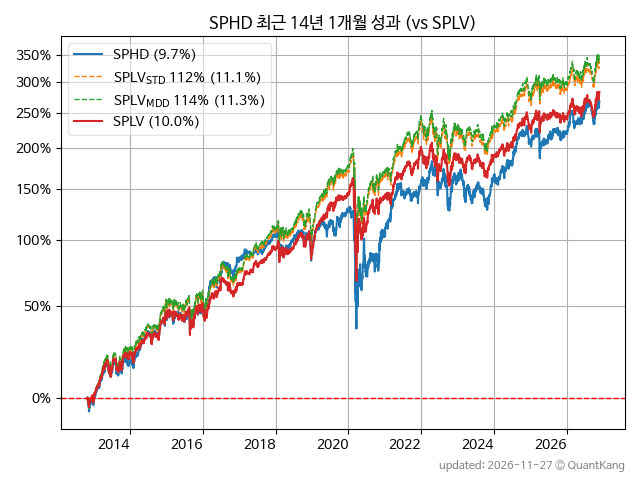 SPHD 최근 14년 1개월 성과 (vs SPLV)
SPHD (9.7%)
SPLV_STD 112% (11.1%)
SPLV_MDD 114% (11.3%)
SPLV (10.0%)
350%
300%
250%
200%
150%
100%
50%
0%
2014 2016 2018 2020 2022 2024 2026
updated: 2026-11-27 © QuantKang